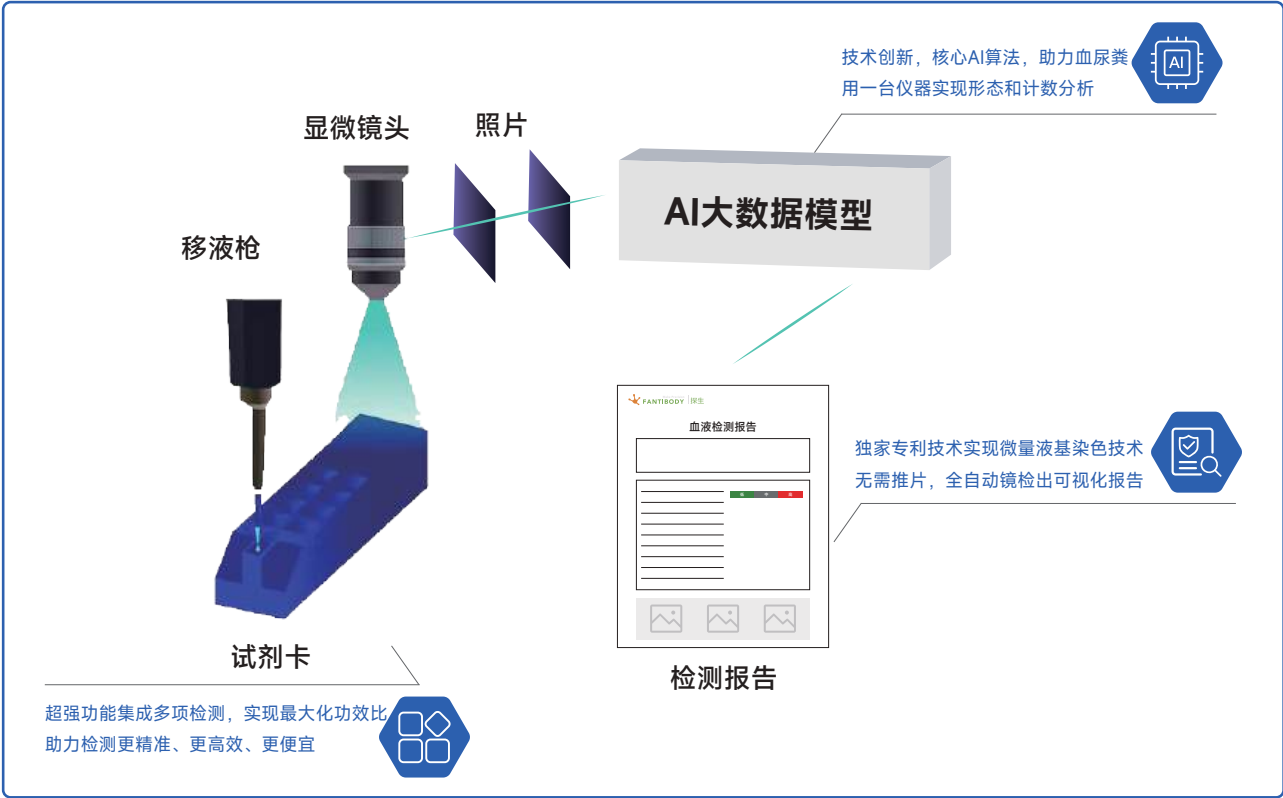 技术创新，核心AI算法，助力血尿粪
用一台仪器实现形态和计数分析
AI
显微镜头
照片
AI大数据模型
移液枪
FANTIBODY 探生
血液检测报告
独家专利技术实现微量液基染色技术
无需推片，全自动镜检出可视化报告
试剂卡
检测报告
超强功能集成多项检测，实现最大化功效比
助力检测更精准、更高效、更便宜